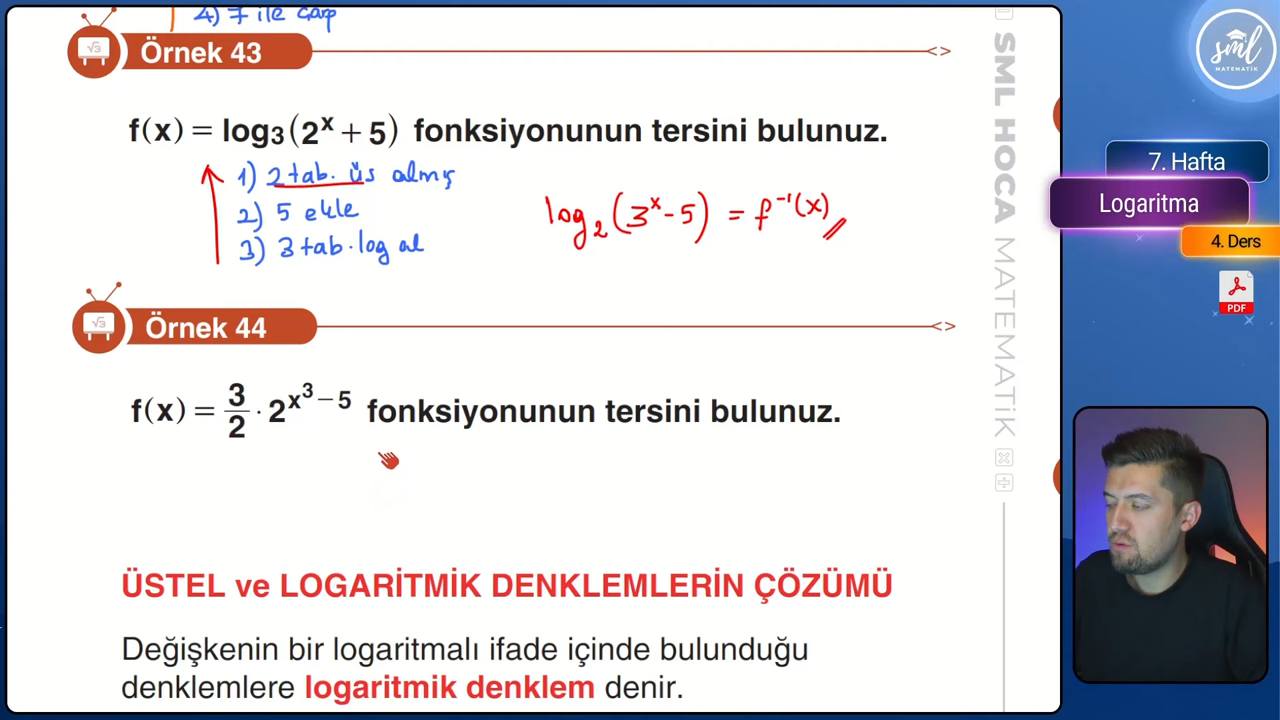 4) 7 ile çarp
Örnek 43
f(x) = log₃(2ˣ + 5) fonksiyonunun tersini bulunuz.
1) 2 tab. üs almış
2) 5 ekle
3) 3 tab. log al
log₂(3ˣ - 5) = f⁻¹(x)
Örnek 44
f(x) = 3/2 · 2^(x³ - 5) fonksiyonunun tersini bulunuz.
ÜSTEL ve LOGARİTMİK DENKLEMLERİN ÇÖZÜMÜ
Değişkenin bir logaritmalı ifade içinde bulunduğu
denklemlere logaritmik denklem denir.
SML HOCA MATEMATİK
sml
MATEMATİK
7. Hafta
Logaritma
4. Ders
PDF